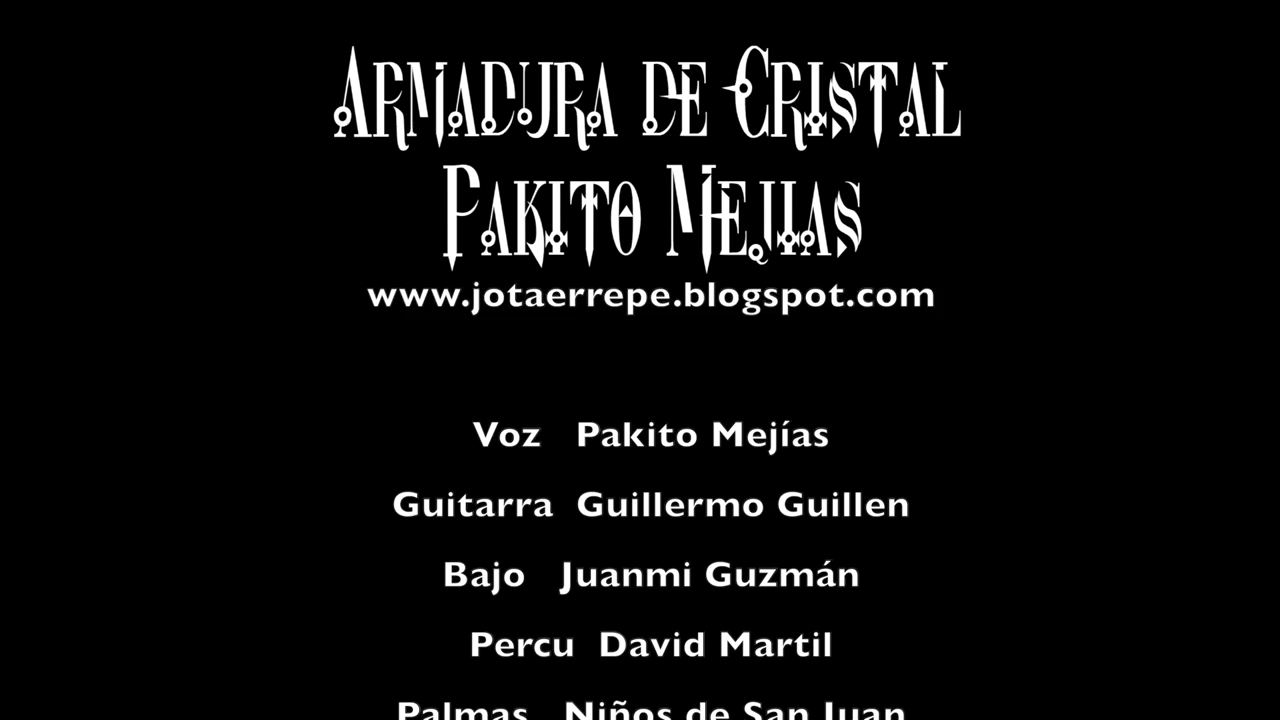 Armadura de Cristal
Pakito Mejias
www.jotaerrepe.blogspot.com
Voz Pakito Mejías
Guitarra Guillermo Guillen
Bajo Juanmi Guzmán
Percu David Martil
Palmas Niños de San Juan